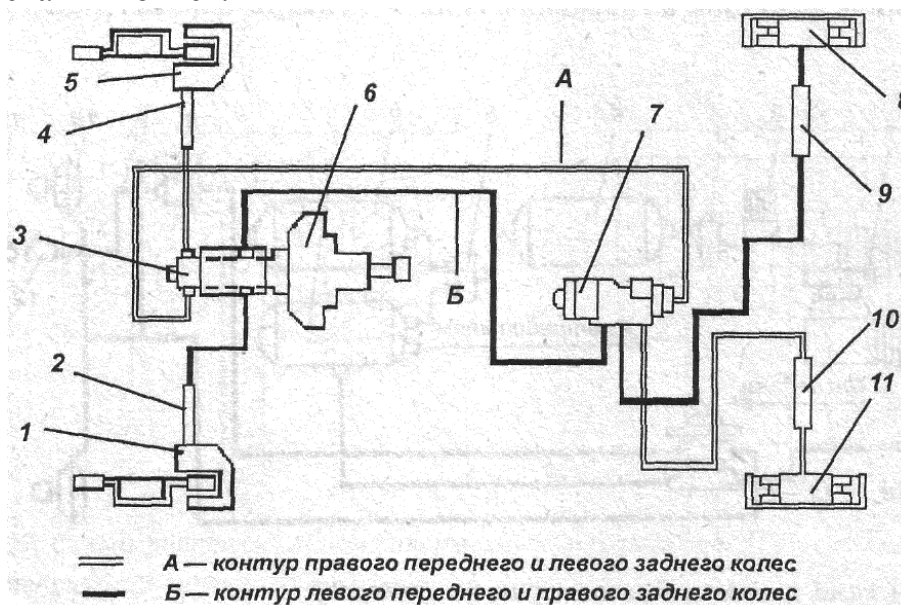 5
4
3
2
1
6
А
7
8
9
Б
10
11
А — контур правого переднего и левого заднего колес
Б — контур левого переднего и правого заднего колес